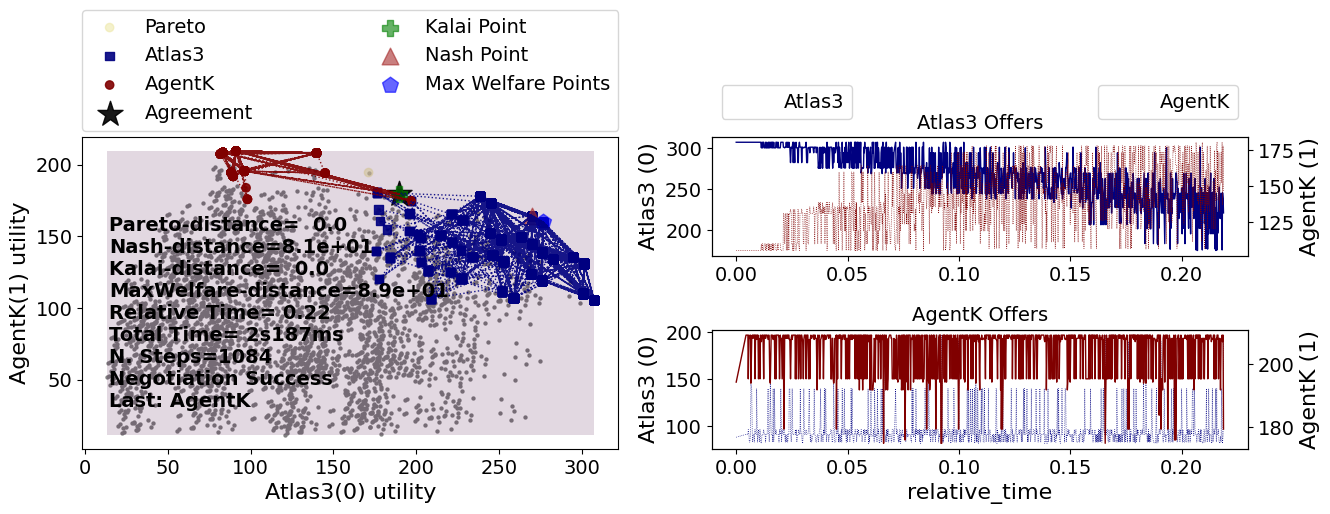 Pareto
Atlas3
AgentK
Agreement
Kalai Point
Nash Point
Max Welfare Points
200
150
100
50
AgentK(1) utility
Pareto-distance=  0.0
Nash-distance=8.1e+01
Kalai-distance=  0.0
MaxWelfare-distance=8.9e+01
Relative Time= 0.22
Total Time= 2s187ms
N. Steps=1084
Negotiation Success
Last: AgentK
0 50 100 150 200 250 300
Atlas3(0) utility
Atlas3
AgentK
Atlas3 Offers
300
250
200
Atlas3 (0)
175
150
125
AgentK (1)
0.00 0.05 0.10 0.15 0.20
AgentK Offers
200
150
100
Atlas3 (0)
200
180
AgentK (1)
0.00 0.05 0.10 0.15 0.20
relative_time